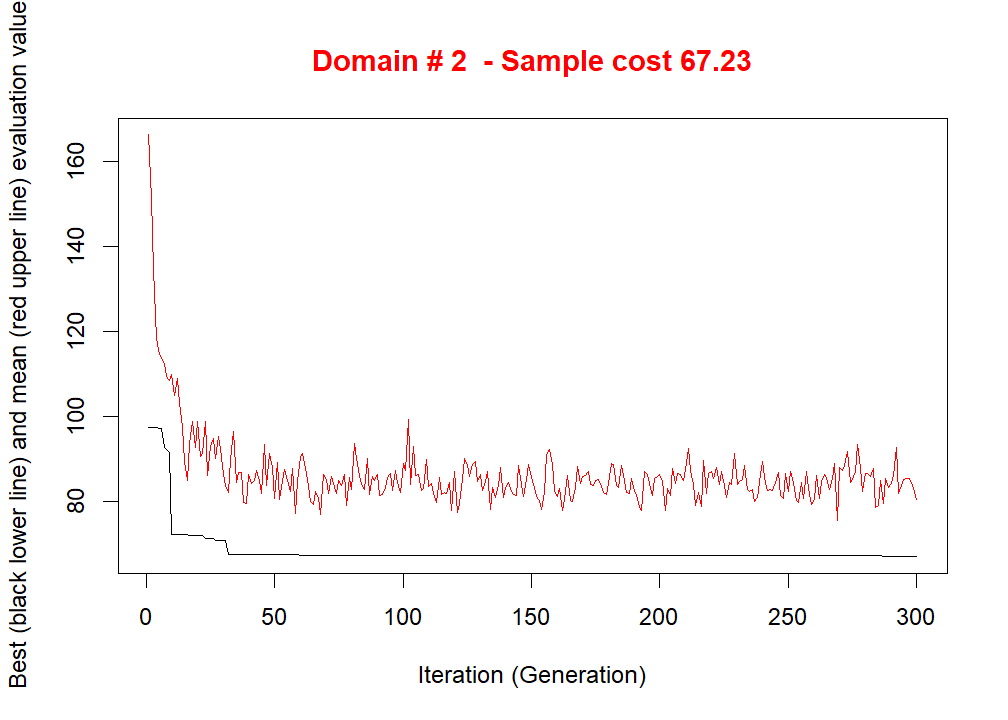 Domain # 2  - Sample cost 67.23
Best (black lower line) and mean (red upper line) evaluation value
160
140
120
100
80
0 50 100 150 200 250 300
Iteration (Generation)